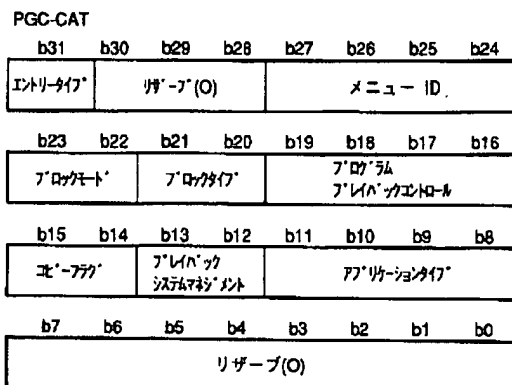 PGC-CAT
b31 b30 b29 b28 b27 b26 b25 b24
エントリータイプ リザーブ(O) メニュー ID
b23 b22 b21 b20 b19 b18 b17 b16
ブロックモード ブロックタイプ プログラム
プレイバックコントロール
b15 b14 b13 b12 b11 b10 b9 b8
コピーフラグ プレイバック
システムマネジメント アプリケーションタイプ
b7 b6 b5 b4 b3 b2 b1 b0
リザーブ(O)